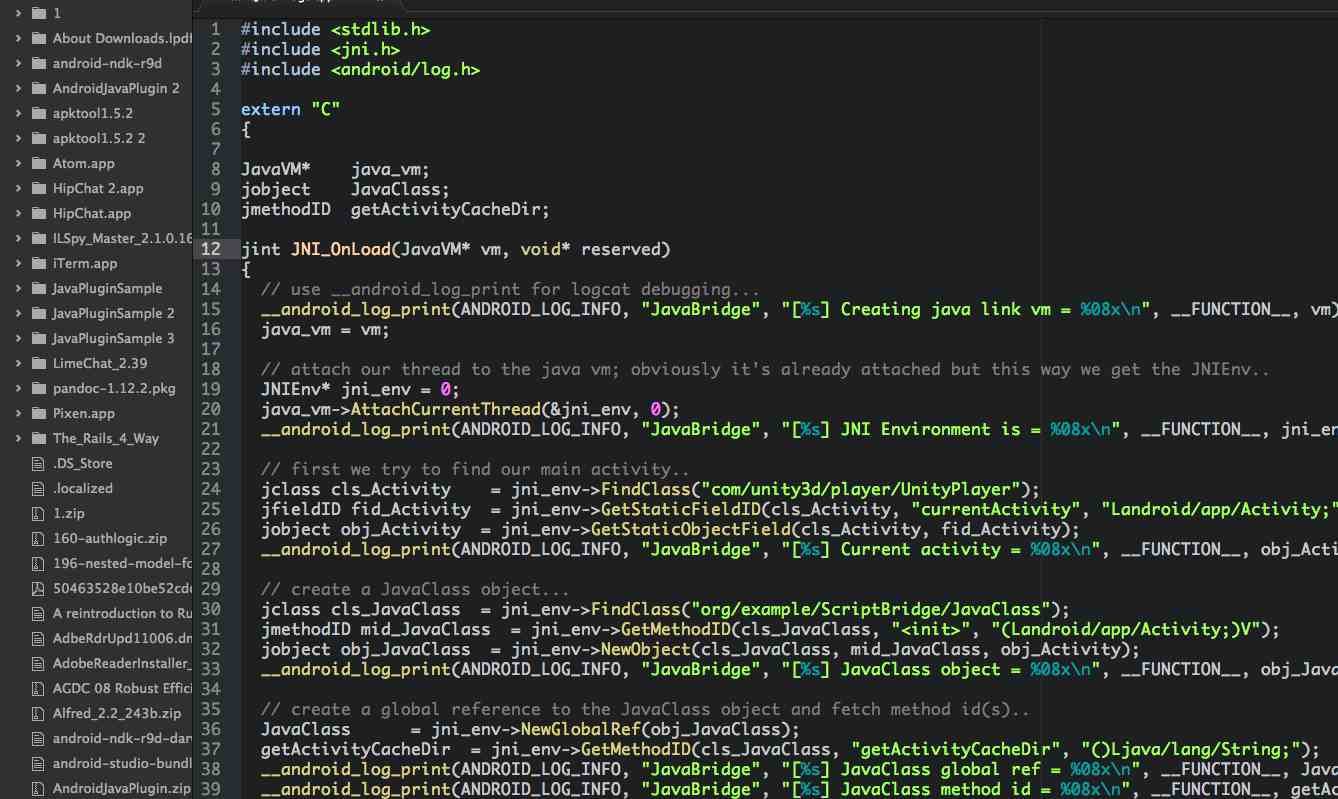 1
About Downloads.lpdf
android-ndk-r9d
AndroidJavaPlugin 2
apktool1.5.2
apktool1.5.2 2
Atom.app
HipChat 2.app
HipChat.app
ILSpy_Master_2.1.0.16
iTerm.app
JavaPluginSample
JavaPluginSample 2
JavaPluginSample 3
LimeChat_2.39
pandoc-1.12.2.pkg
Pixen.app
The_Rails_4_Way
.DS_Store
.localized
1.zip
160-authlogic.zip
196-nested-model-fo
50463528e10be52cd
A reintroduction to Ru
AdbeRdrUpd11006.dm
AdobeReaderInstaller_
AGDC 08 Robust Effici
Alfred_2.2_243b.zip
android-ndk-r9d-dar
android-studio-bundl
AndroidJavaPlugin.zip
1 #include <stdlib.h>
2 #include <jni.h>
3 #include <android/log.h>
4
5 extern "C"
6 {
7
8 JavaVM*    java_vm;
9 jobject    JavaClass;
10 jmethodID  getActivityCacheDir;
11
12 jint JNI_OnLoad(JavaVM* vm, void* reserved)
13 {
14   // use __android_log_print for logcat debugging...
15   __android_log_print(ANDROID_LOG_INFO, "JavaBridge", "[%s] Creating java link vm = %08x\n", __FUNCTION__, vm)
16   java_vm = vm;
17
18   // attach our thread to the java vm; obviously it's already attached but this way we get the JNIEnv..
19   JNIEnv* jni_env = 0;
20   java_vm->AttachCurrentThread(&jni_env, 0);
21   __android_log_print(ANDROID_LOG_INFO, "JavaBridge", "[%s] JNI Environment is = %08x\n", __FUNCTION__, jni_en
22
23   // first we try to find our main activity..
24   jclass cls_Activity    = jni_env->FindClass("com/unity3d/player/UnityPlayer");
25   jfieldID fid_Activity  = jni_env->GetStaticFieldID(cls_Activity, "currentActivity", "Landroid/app/Activity;"
26   jobject obj_Activity  = jni_env->GetStaticObjectField(cls_Activity, fid_Activity);
27   __android_log_print(ANDROID_LOG_INFO, "JavaBridge", "[%s] Current activity = %08x\n", __FUNCTION__, obj_Acti
28
29   // create a JavaClass object...
30   jclass cls_JavaClass  = jni_env->FindClass("org/example/ScriptBridge/JavaClass");
31   jmethodID mid_JavaClass  = jni_env->GetMethodID(cls_JavaClass, "<init>", "(Landroid/app/Activity;)V");
32   jobject obj_JavaClass  = jni_env->NewObject(cls_JavaClass, mid_JavaClass, obj_Activity);
33   __android_log_print(ANDROID_LOG_INFO, "JavaBridge", "[%s] JavaClass object = %08x\n", __FUNCTION__, obj_Java
34
35   // create a global reference to the JavaClass object and fetch method id(s)..
36   JavaClass      = jni_env->NewGlobalRef(obj_JavaClass);
37   getActivityCacheDir  = jni_env->GetMethodID(cls_JavaClass, "getActivityCacheDir", "()Ljava/lang/String;");
38   __android_log_print(ANDROID_LOG_INFO, "JavaBridge", "[%s] JavaClass global ref = %08x\n", __FUNCTION__, Java
39   __android_log_print(ANDROID_LOG_INFO, "JavaBridge", "[%s] JavaClass method id = %08x\n", __FUNCTION__, getA